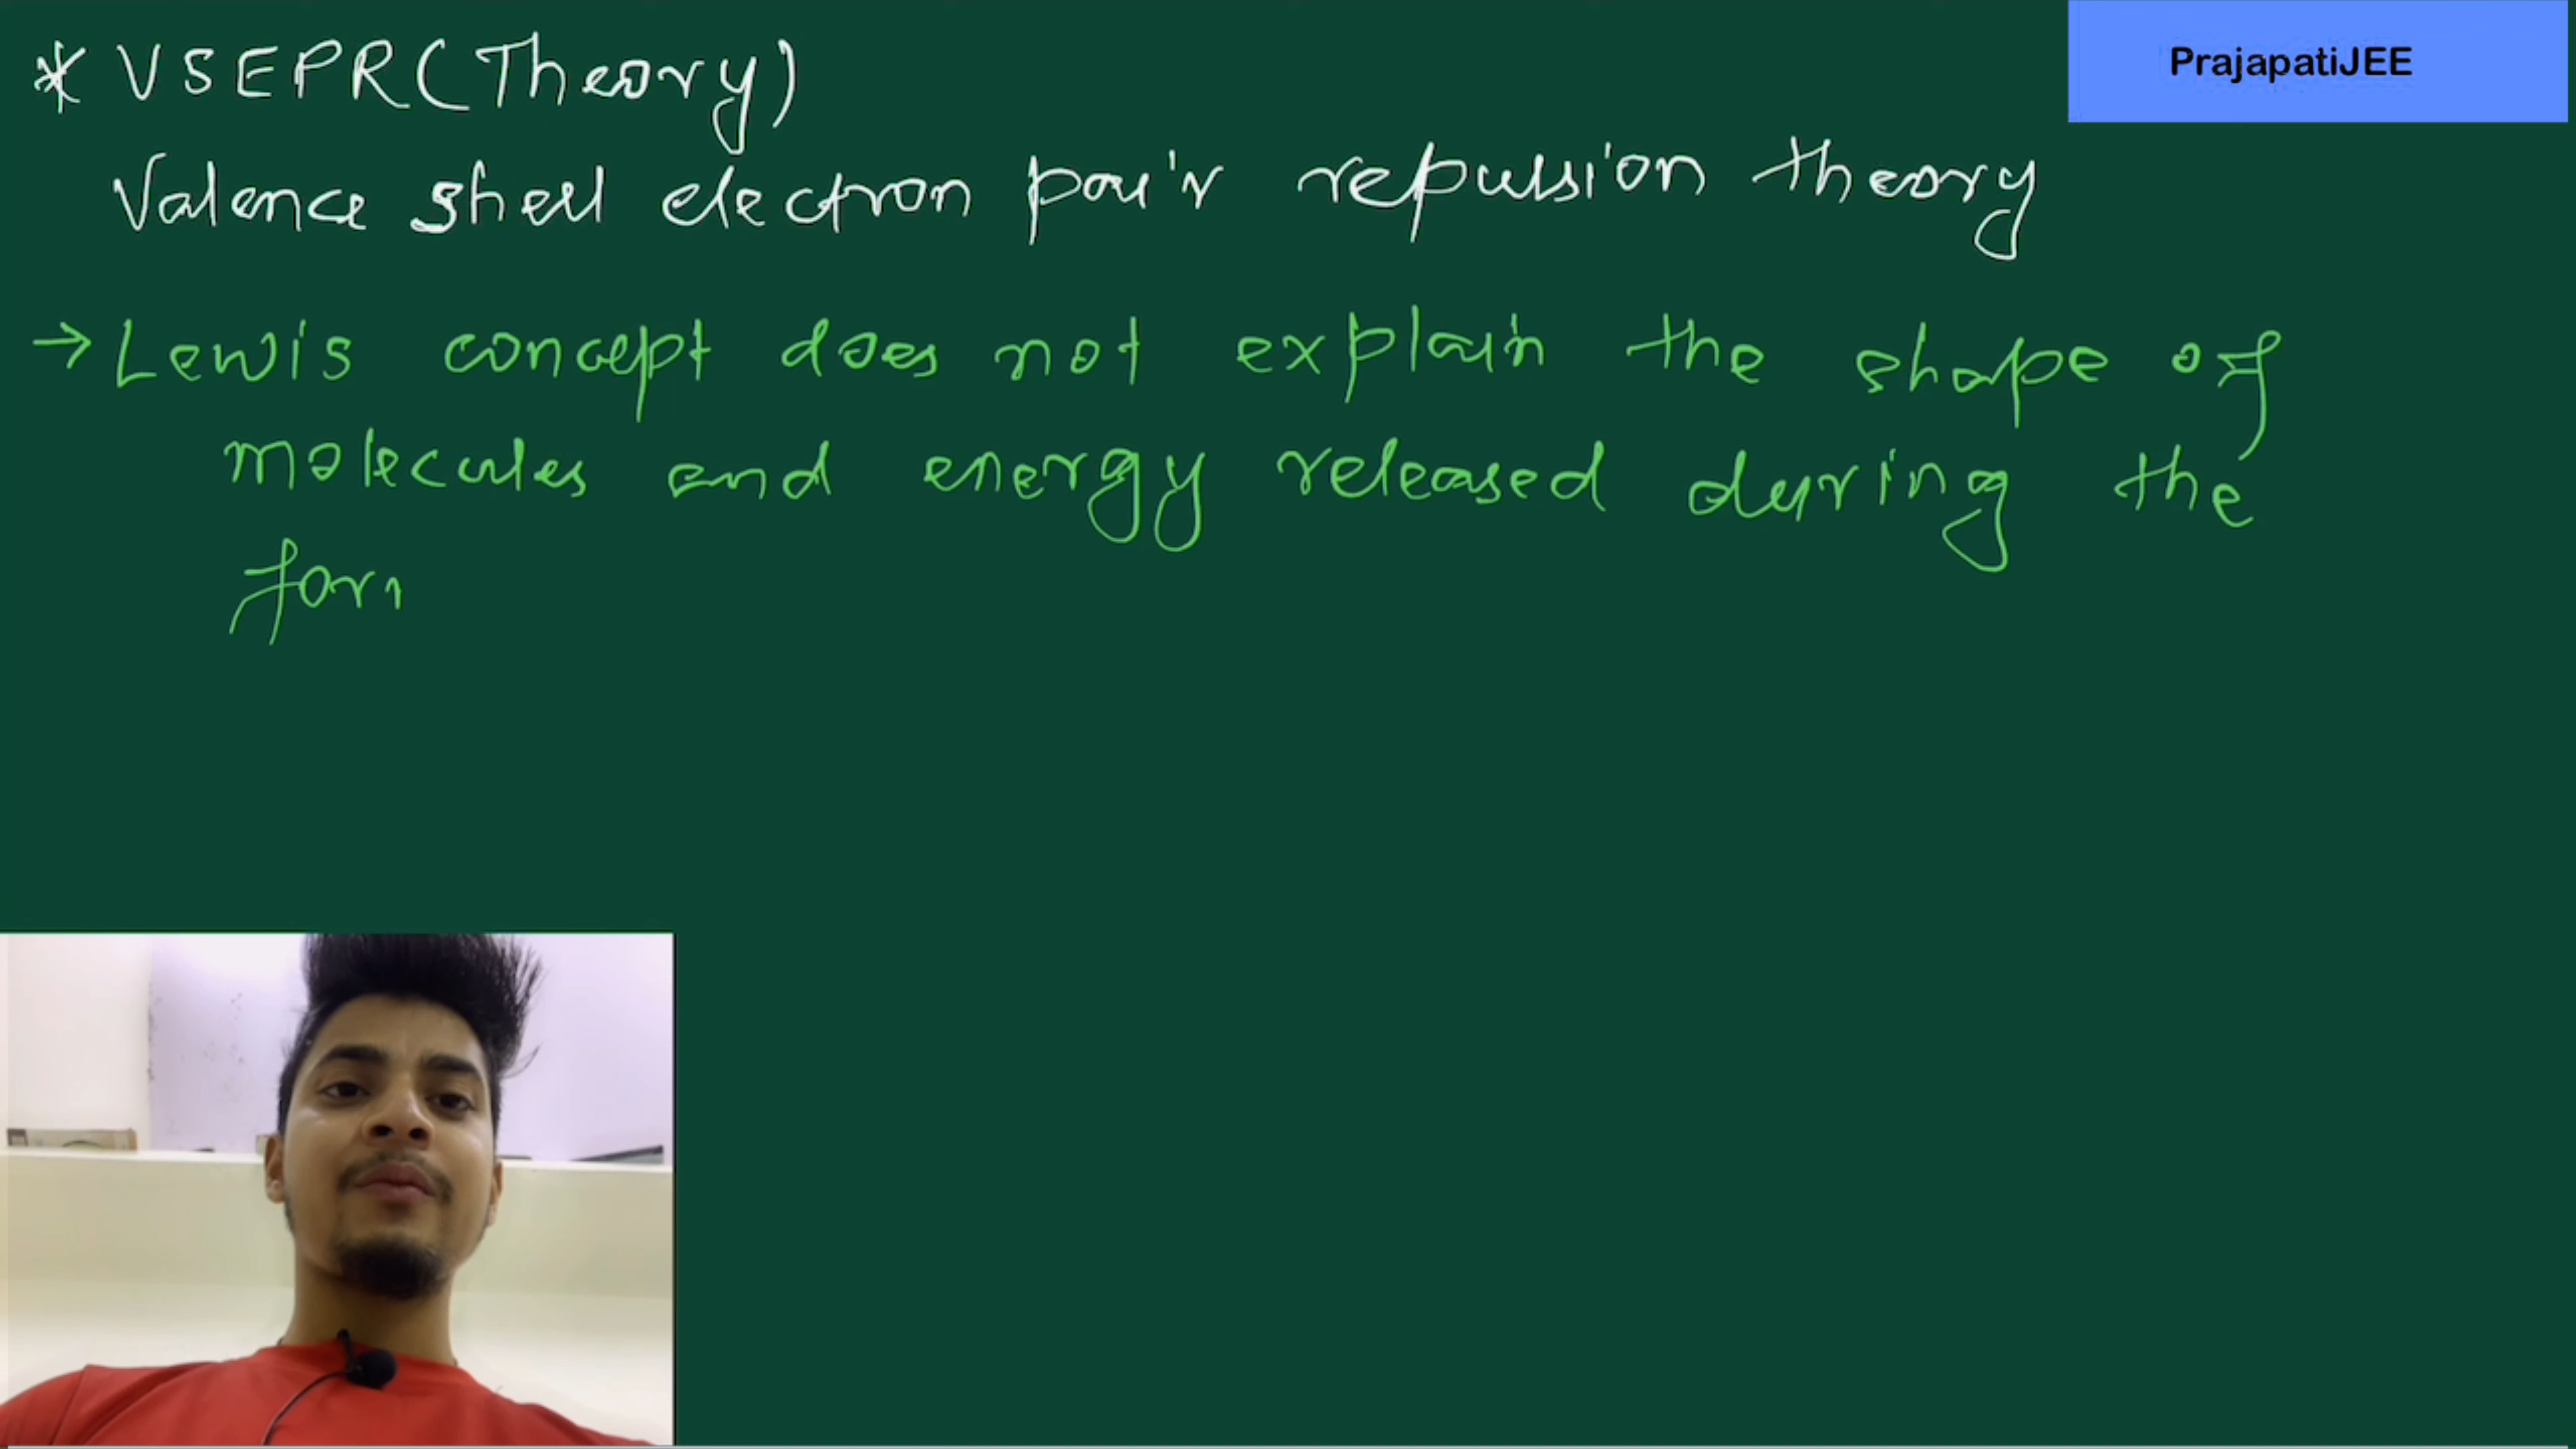 * VSEPR(Theory)
PrajapatiJEE
Valence shell electron pair repulsion theory
→ Lewis concept does not explain the shape of
molecules and energy released during the